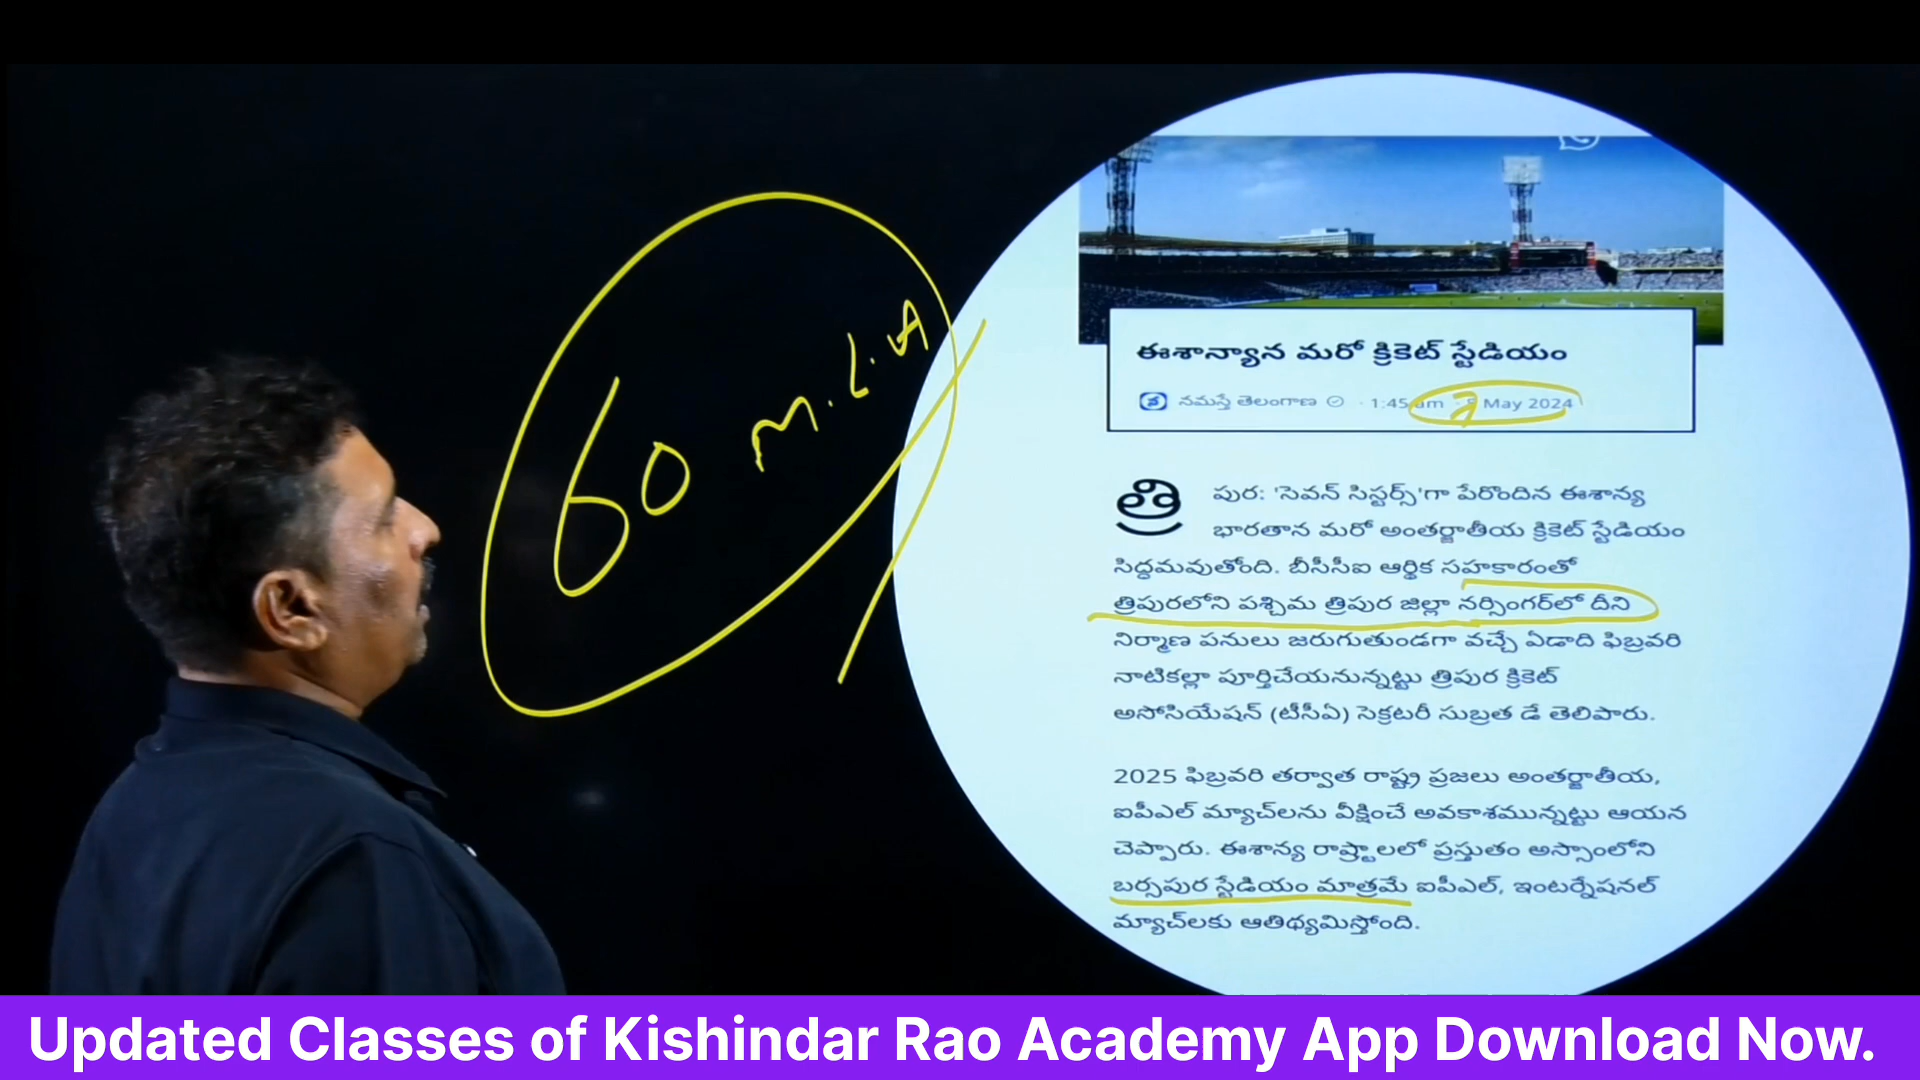 60 M.L.A
ఈశాన్యాన మరో క్రికెట్ స్టేడియం
నమస్తే తెలంగాణ · 1:45 am · May 2024
త్రిపుర: 'సెవన్ సిస్టర్స్'గా పేరొందిన ఈశాన్య
భారతాన మరో అంతర్జాతీయ క్రికెట్ స్టేడియం
సిద్ధమవుతోంది. బీసీసీఐ ఆర్థిక సహకారంతో
త్రిపురలోని పశ్చిమ త్రిపుర జిల్లా నర్సింగర్‌లో దీని
నిర్మాణ పనులు జరుగుతుండగా వచ్చే ఏడాది ఫిబ్రవరి
నాటికల్లా పూర్తిచేయనున్నట్టు త్రిపుర క్రికెట్
అసోసియేషన్ (టీసీఏ) సెక్రటరీ సుబ్రత డే తెలిపారు.
2025 ఫిబ్రవరి తర్వాత రాష్ట్ర ప్రజలు అంతర్జాతీయ,
ఐపీఎల్ మ్యాచ్‌లను వీక్షించే అవకాశమున్నట్టు ఆయన
చెప్పారు. ఈశాన్య రాష్ట్రాలలో ప్రస్తుతం అస్సాంలోని
బర్సపుర స్టేడియం మాత్రమే ఐపీఎల్, ఇంటర్నేషనల్
మ్యాచ్‌లకు ఆతిథ్యమిస్తోంది.
Updated Classes of Kishindar Rao Academy App Download Now.